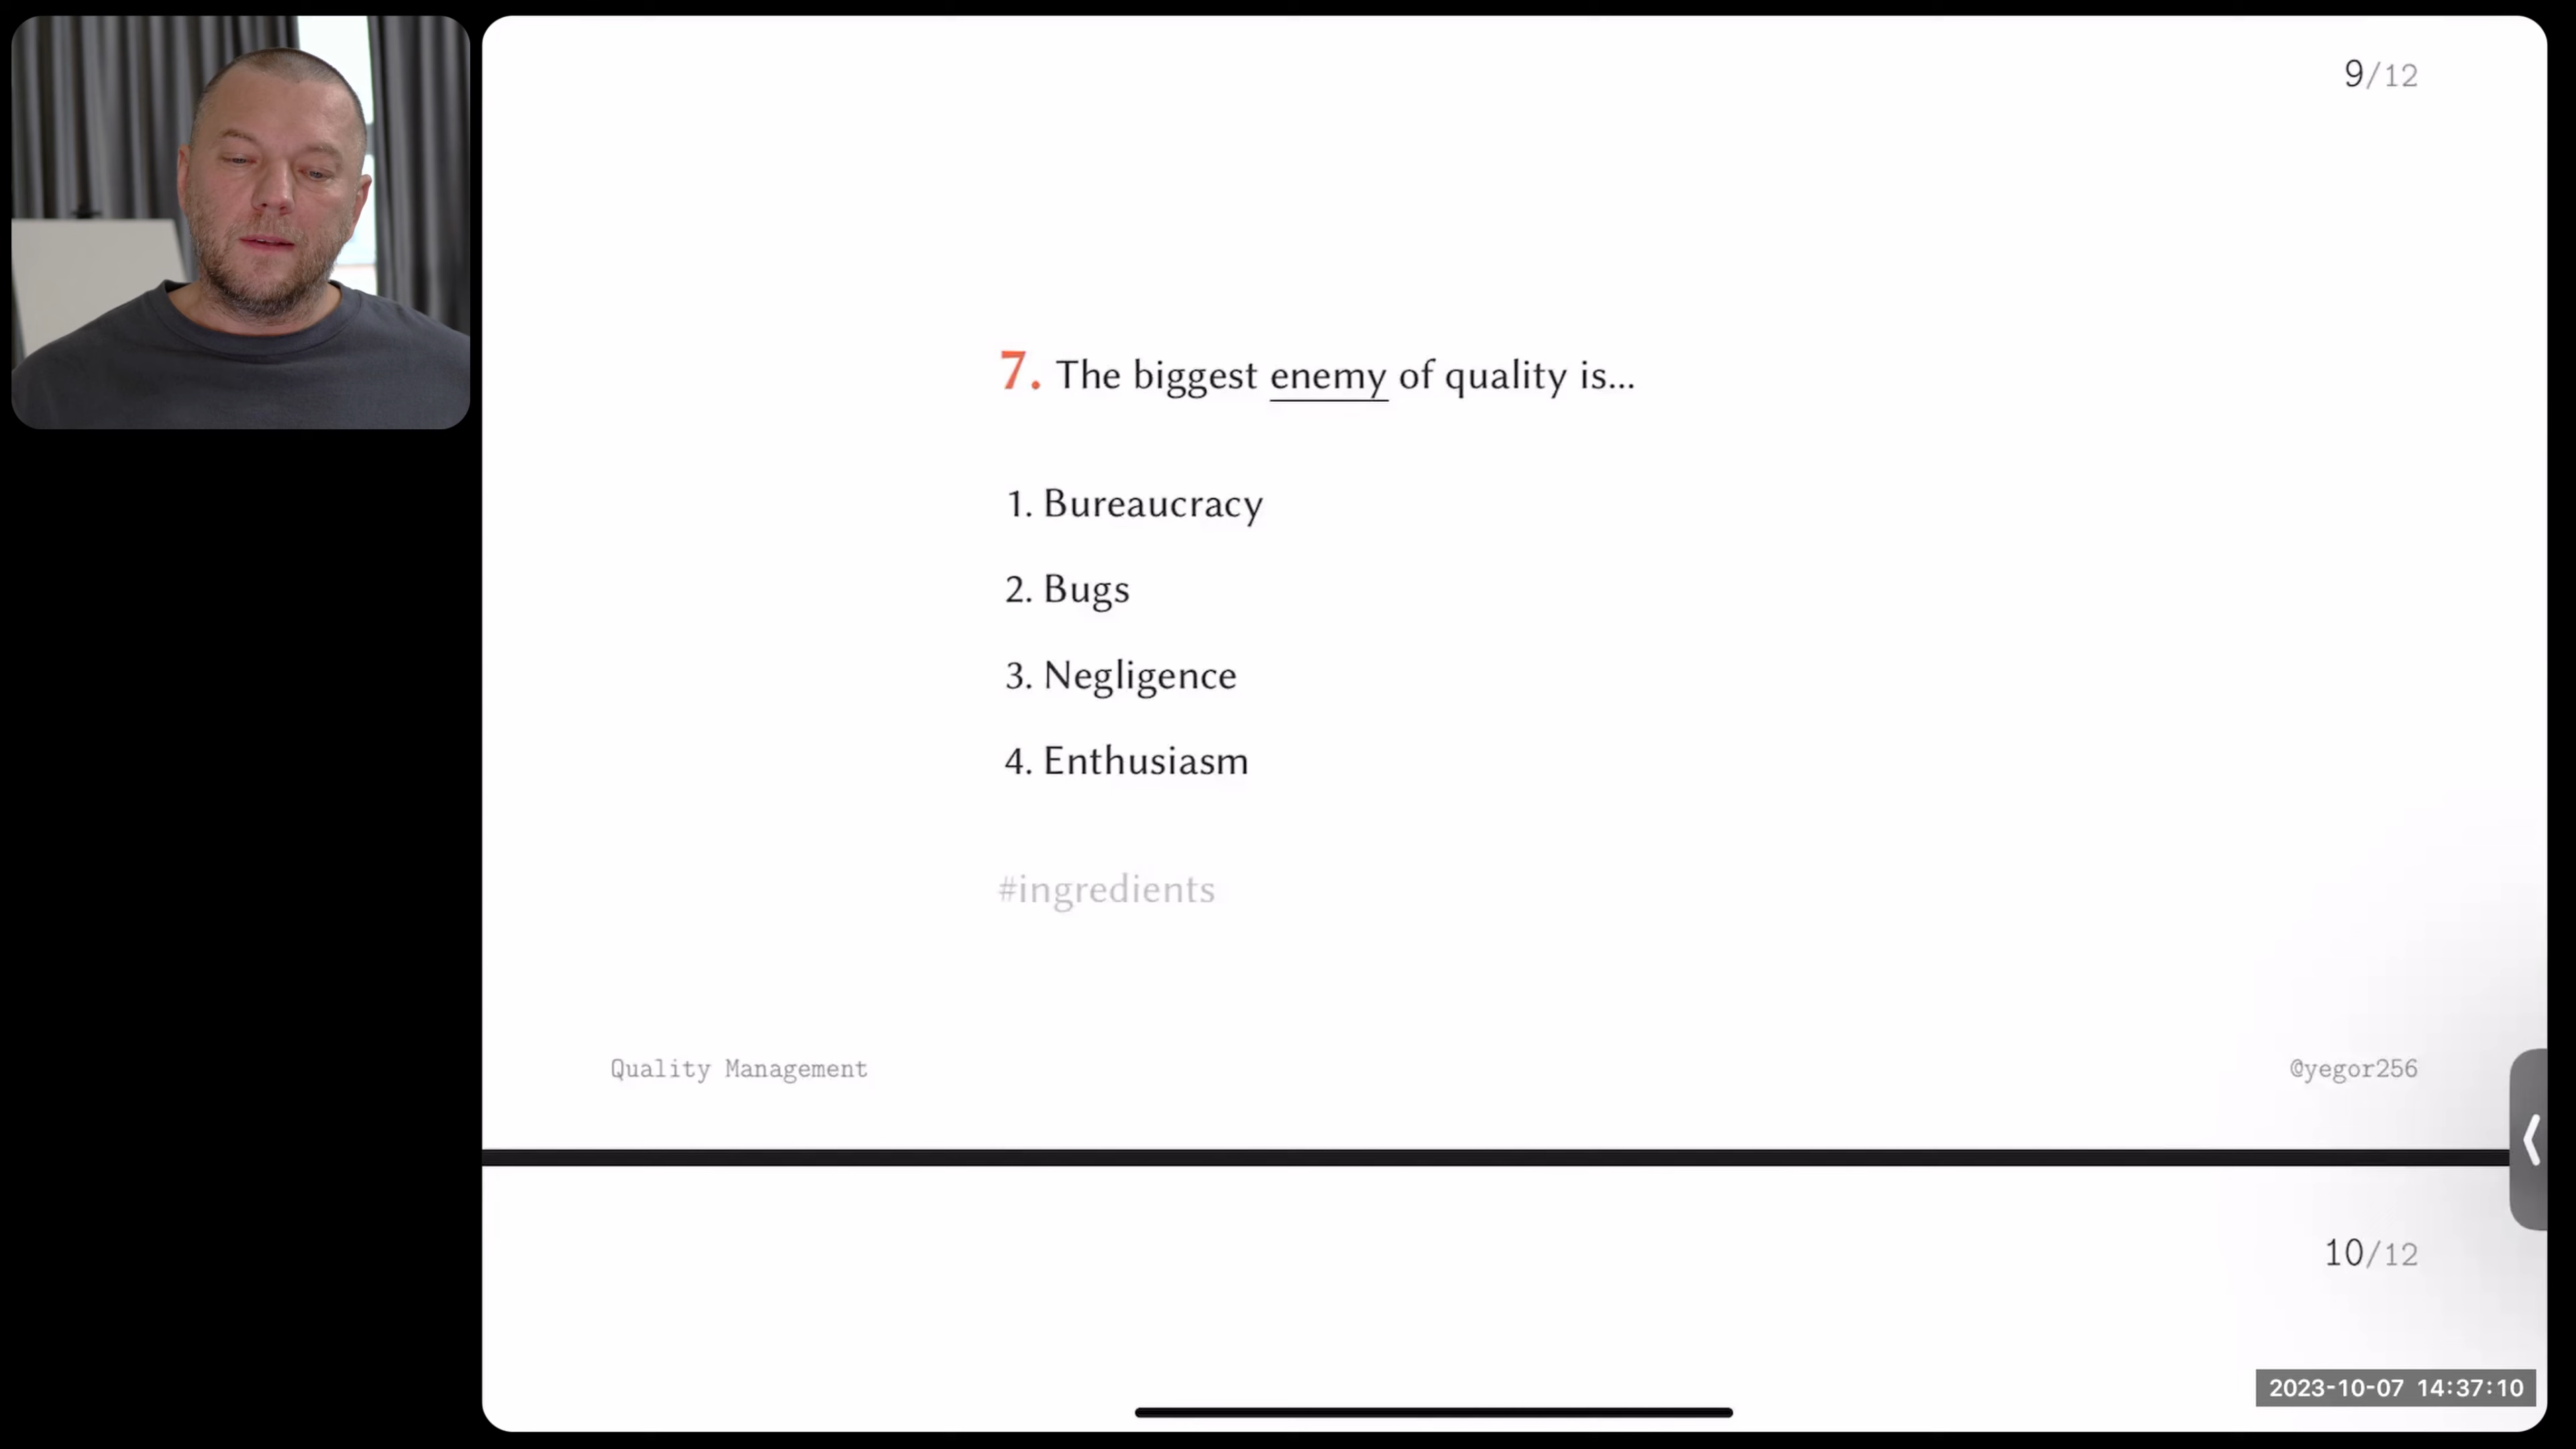 9/12
7. The biggest enemy of quality is...
1. Bureaucracy
2. Bugs
3. Negligence
4. Enthusiasm
#ingredients
Quality Management
@yegor256
10/12
2023-10-07 14:37:10